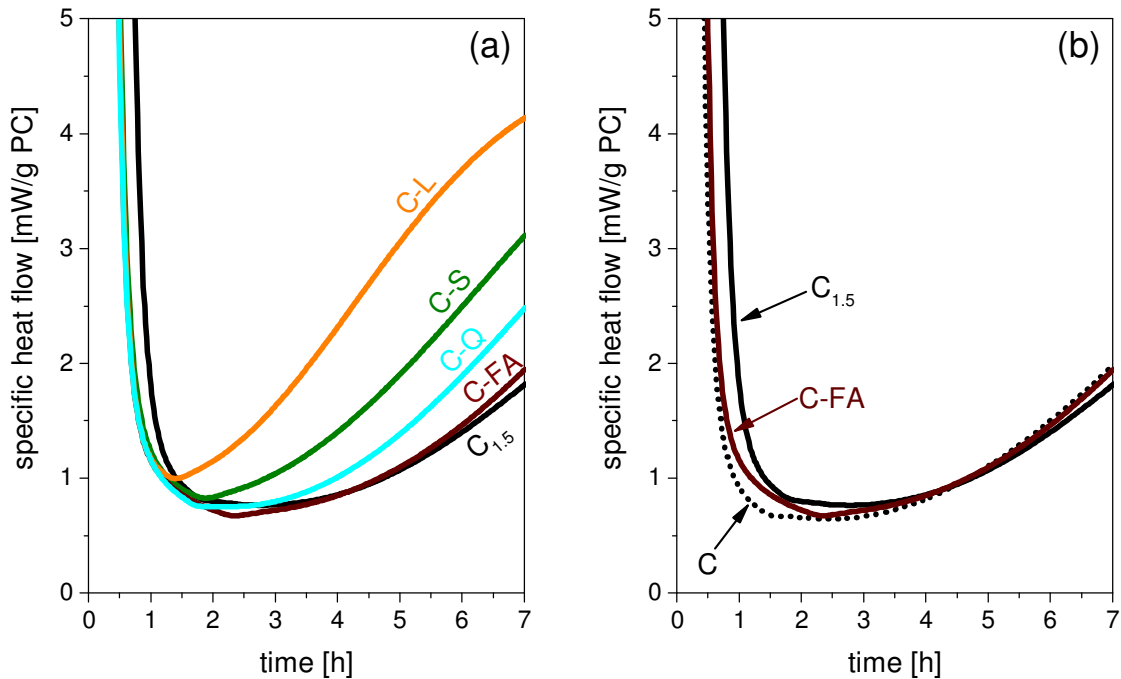 (a)
specific heat flow [mW/g PC]
5
4
3
2
1
0
C-L
C-S
C-Q
C-FA
C1.5
0 1 2 3 4 5 6 7
time [h]
(b)
specific heat flow [mW/g PC]
5
4
3
2
1
0
C1.5
C-FA
C
0 1 2 3 4 5 6 7
time [h]